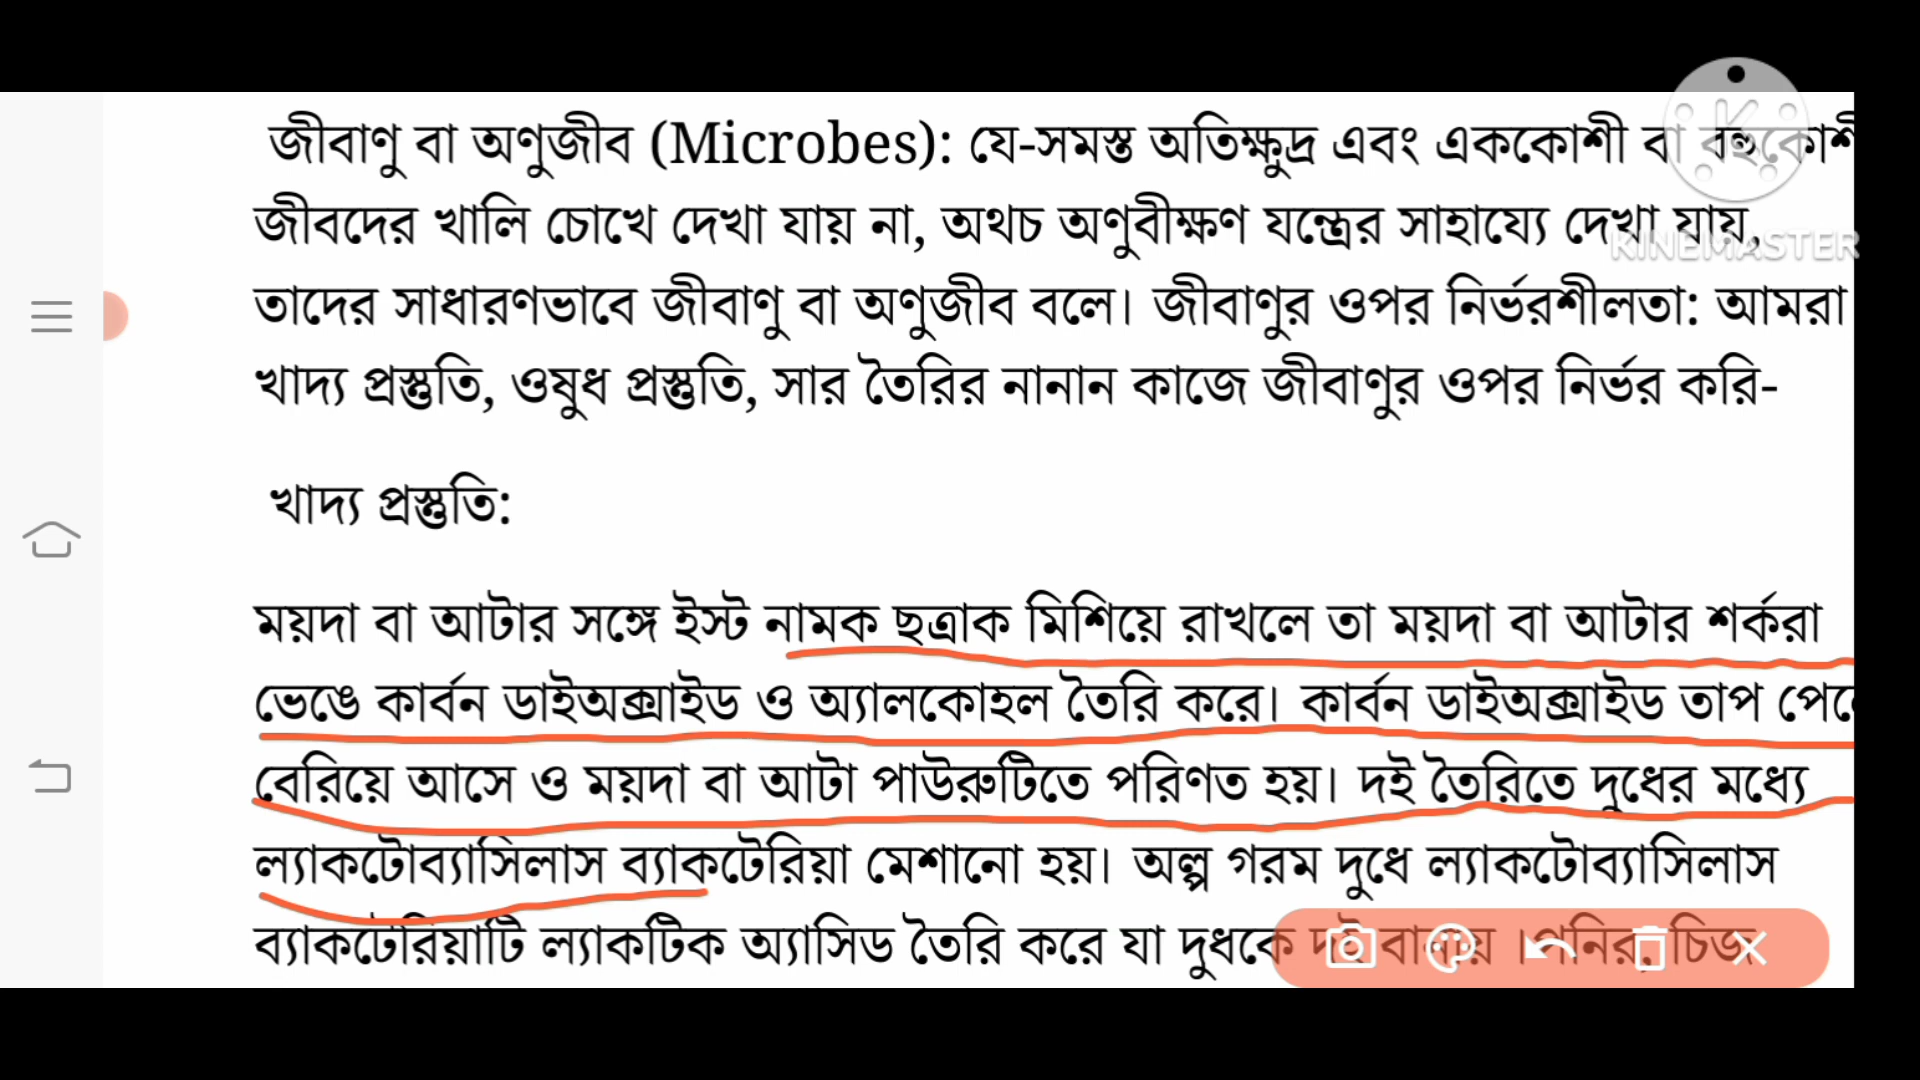 জীবাণু বা অণুজীব (Microbes): যে-সমস্ত অতিক্ষুদ্র এবং এককোশী বা বহুকোশী
KINEMASTER
জীবদের খালি চোখে দেখা যায় না, অথচ অণুবীক্ষণ যন্ত্রের সাহায্যে দেখা যায়,
তাদের সাধারণভাবে জীবাণু বা অণুজীব বলে। জীবাণুর ওপর নির্ভরশীলতা: আমরা
খাদ্য প্রস্তুতি, ওষুধ প্রস্তুতি, সার তৈরির নানান কাজে জীবাণুর ওপর নির্ভর করি-
খাদ্য প্রস্তুতি:
ময়দা বা আটার সঙ্গে ইস্ট নামক ছত্রাক মিশিয়ে রাখলে তা ময়দা বা আটার শর্করা
ভেঙে কার্বন ডাইঅক্সাইড ও অ্যালকোহল তৈরি করে। কার্বন ডাইঅক্সাইড তাপ পেলে
বেরিয়ে আসে ও ময়দা বা আটা পাউরুটিতে পরিণত হয়। দই তৈরিতে দুধের মধ্যে
ল্যাকটোব্যাসিলাস ব্যাকটেরিয়া মেশানো হয়। অল্প গরম দুধে ল্যাকটোব্যাসিলাস
ব্যাকটেরিয়াটি ল্যাকটিক অ্যাসিড তৈরি করে যা দুধকে দই বানায় ।পনির, চিজ